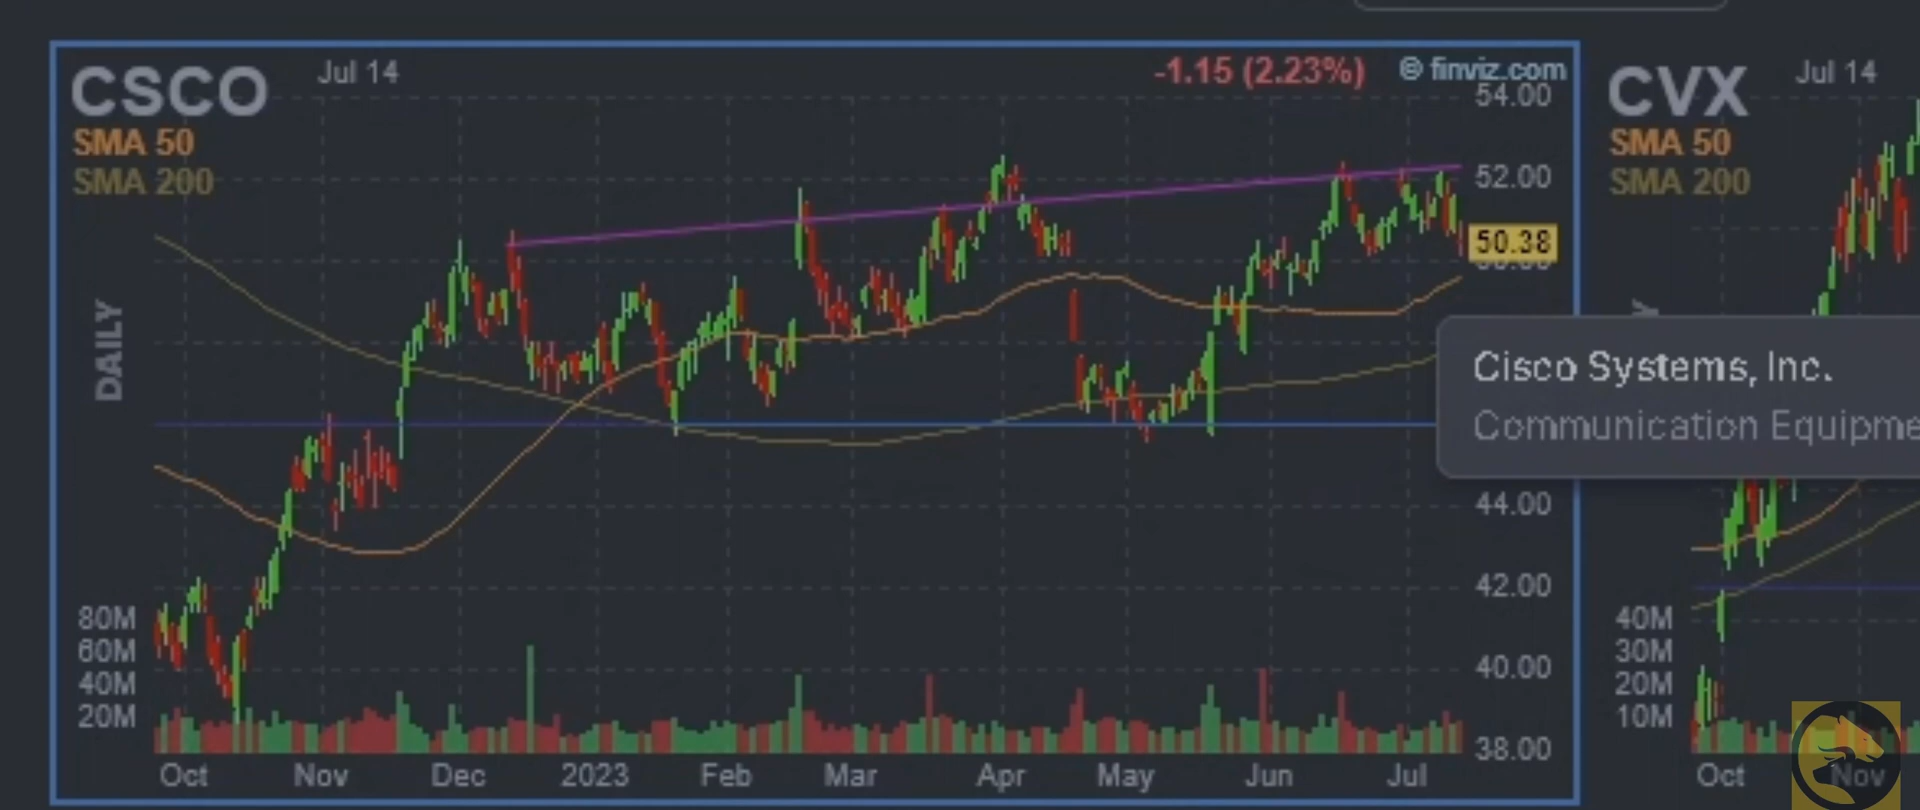 CSCO
Jul 14
-1.15 (2.23%)
© finviz.com
SMA 50
SMA 200
DAILY
54.00
52.00
50.38
44.00
42.00
40.00
38.00
80M
60M
40M
20M
Oct Nov Dec 2023 Feb Mar Apr May Jun Jul
Cisco Systems, Inc.
Communication Equipme
CVX
Jul 14
SMA 50
SMA 200
40M
30M
20M
10M
Oct Nov